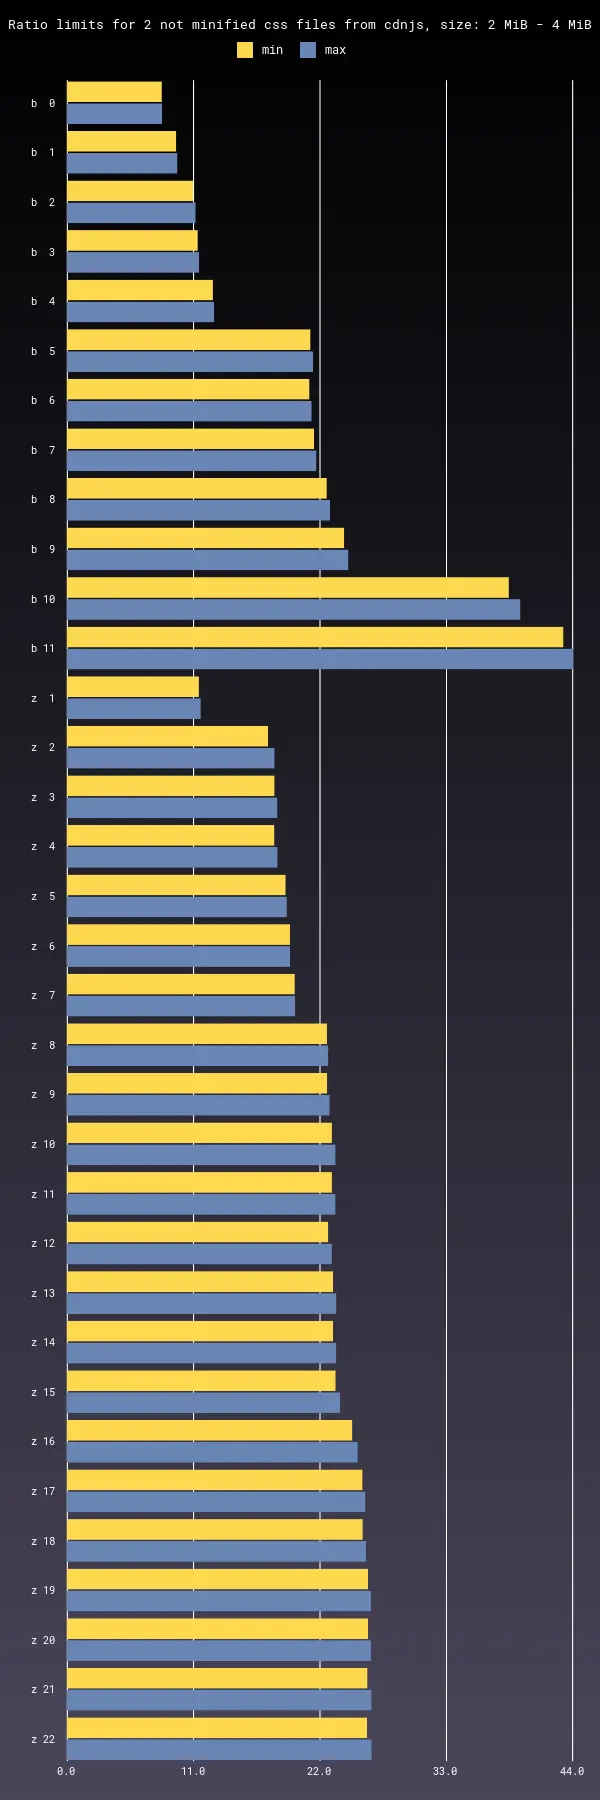 Ratio limits for 2 not minified css files from cdnjs, size: 2 MiB - 4 MiB
min max
b 0
b 1
b 2
b 3
b 4
b 5
b 6
b 7
b 8
b 9
b 10
b 11
z 1
z 2
z 3
z 4
z 5
z 6
z 7
z 8
z 9
z 10
z 11
z 12
z 13
z 14
z 15
z 16
z 17
z 18
z 19
z 20
z 21
z 22
0.0 11.0 22.0 33.0 44.0